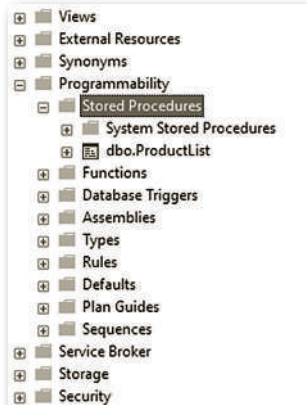 Views
External Resources
Synonyms
Programmability
Stored Procedures
System Stored Procedures
dbo.ProductList
Functions
Database Triggers
Assemblies
Types
Rules
Defaults
Plan Guides
Sequences
Service Broker
Storage
Security